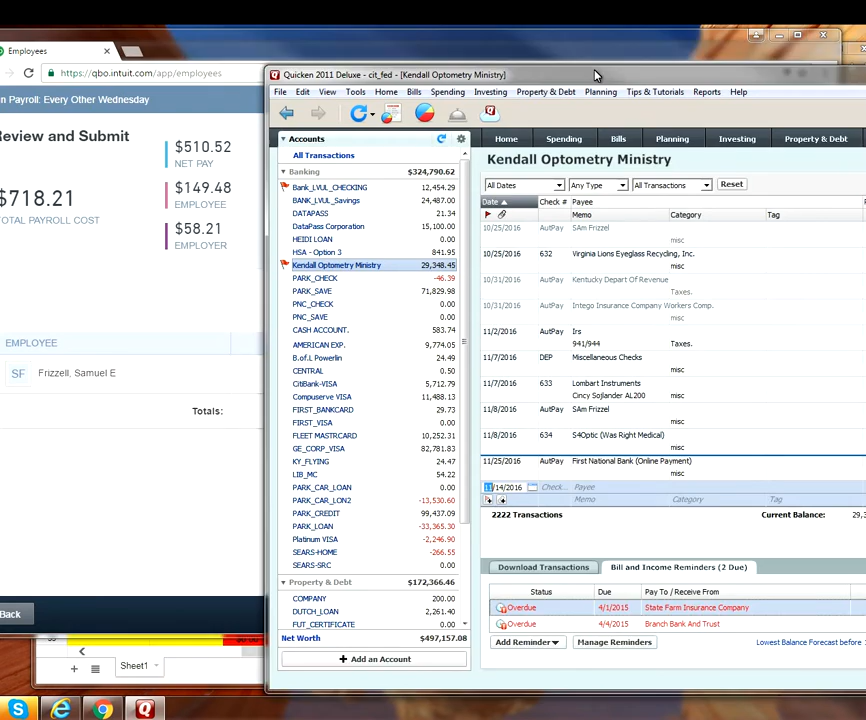 Employees
https://qbo.intuit.com/app/employees
n Payroll: Every Other Wednesday
Review and Submit
$510.52
NET PAY
$718.21
TOTAL PAYROLL COST
$149.48
EMPLOYEE
$58.21
EMPLOYER
EMPLOYEE
SF Frizzell, Samuel E
Totals:
Back
Sheet1
Quicken 2011 Deluxe - cit_fed - [Kendall Optometry Ministry]
File Edit View Tools Home Bills Spending Investing Property & Debt Planning Tips & Tutorials Reports Help
Accounts
All Transactions
Banking $324,790.62
Bank_LVUL_CHECKING 12,454.29
BANK_LVUL_Savings 24,487.00
DATAPASS 21.34
DataPass Corporation 15,100.00
HEIDI LOAN 0.00
HSA - Option 3 841.95
Kendall Optometry Ministry 29,348.45
PARK_CHECK -46.39
PARK_SAVE 71,829.98
PNC_CHECK 0.00
PNC_SAVE 0.00
CASH ACCOUNT. 583.74
AMERICAN EXP. 9,774.05
B.of.L Powerlin 24.49
CENTRAL 0.50
CitiBank-VISA 5,712.79
Compuserve VISA 11,488.13
FIRST_BANKCARD 29.73
FIRST_VISA 0.00
FLEET MASTRCARD 10,252.31
GE_CORP_VISA 82,781.83
KY_FLYING 24.47
LIB_MC 54.22
PARK_CAR_LOAN 0.00
PARK_CAR_LON2 -13,530.60
PARK_CREDIT 99,437.09
PARK_LOAN -33,365.30
Platinum VISA -2,246.90
SEARS-HOME -266.55
SEARS-SRC 0.00
Property & Debt $172,366.46
COMPANY 200.00
DUTCH_LOAN 2,261.40
FUT_CERTIFICATE 0.00
Net Worth $497,157.08
Add an Account
Home Spending Bills Planning Investing Property & Debt
Kendall Optometry Ministry
All Dates Any Type All Transactions Reset
Date Check # Payee
Memo Category Tag
10/25/2016 AutPay SAm Frizzel
misc
10/25/2016 632 Virginia Lions Eyeglass Recycling, Inc.
misc
10/31/2016 AutPay Kentucky Depart Of Revenue
Taxes.
10/31/2016 AutPay Intego Insurance Company Workers Comp.
misc
11/2/2016 AutPay Irs
941/944 Taxes.
11/7/2016 DEP Miscellaneous Checks
misc
11/7/2016 633 Lombart Instruments
Cincy Sojlander AL200 misc
11/8/2016 AutPay SAm Frizzel
misc
11/8/2016 634 S4Optic (Was Right Medical)
misc
11/25/2016 AutPay First National Bank (Online Payment)
misc
11/14/2016 Check... Payee
Memo Category Tag
2222 Transactions Current Balance: 29,3
Download Transactions Bill and Income Reminders (2 Due)
Status Due Pay To / Receive From
Overdue 4/1/2015 State Farm Insurance Company
Overdue 4/4/2015 Branch Bank And Trust
Add Reminder Manage Reminders Lowest Balance Forecast before